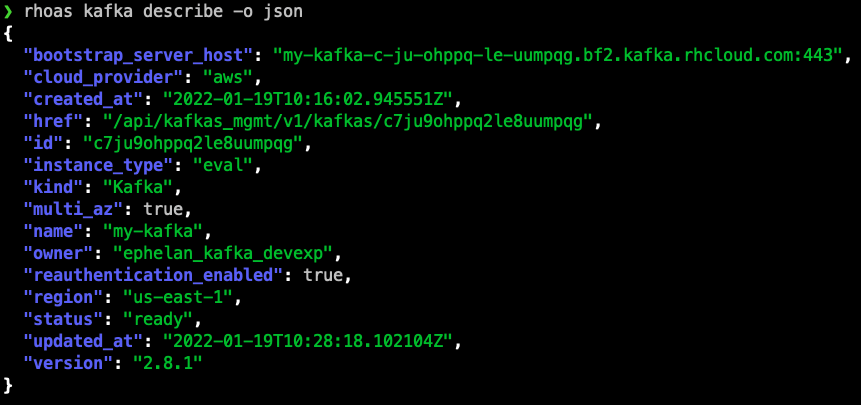 ❯ rhoas kafka describe -o json
{
  "bootstrap_server_host": "my-kafka-c-ju-ohppq-le-uumpqg.bf2.kafka.rhcloud.com:443",
  "cloud_provider": "aws",
  "created_at": "2022-01-19T10:16:02.945551Z",
  "href": "/api/kafkas_mgmt/v1/kafkas/c7ju9ohppq2le8uumpqg",
  "id": "c7ju9ohppq2le8uumpqg",
  "instance_type": "eval",
  "kind": "Kafka",
  "multi_az": true,
  "name": "my-kafka",
  "owner": "ephelan_kafka_devexp",
  "reauthentication_enabled": true,
  "region": "us-east-1",
  "status": "ready",
  "updated_at": "2022-01-19T10:28:18.102104Z",
  "version": "2.8.1"
}